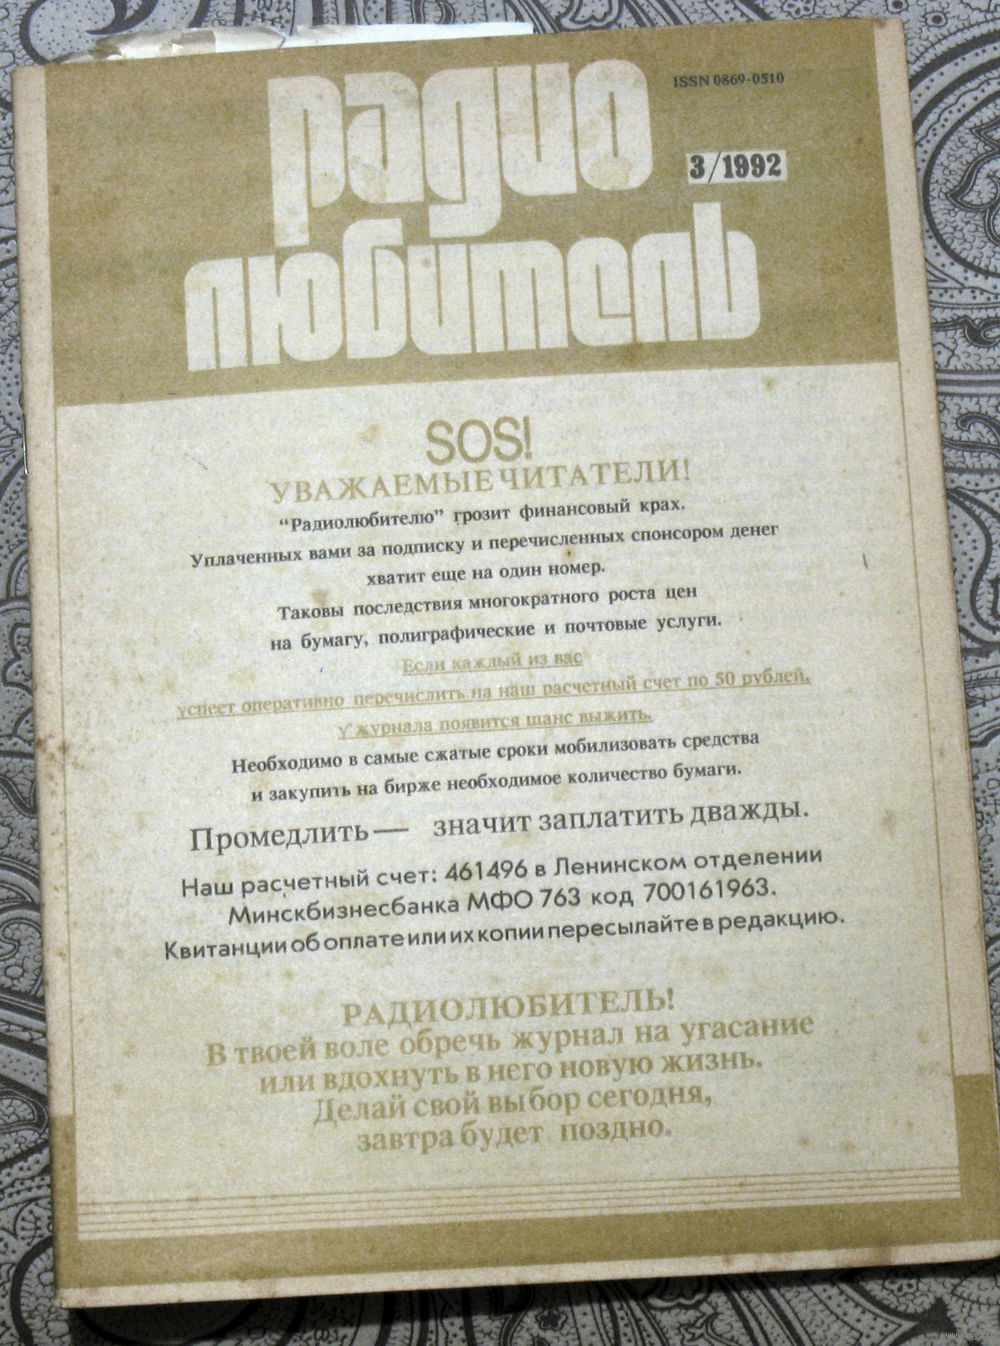 ISSN 0869-0510
радио
3/1992
любитель
SOS!
УВАЖАЕМЫЕ ЧИТАТЕЛИ!
“Радиолюбителю” грозит финансовый крах.
Уплаченных вами за подписку и перечисленных спонсором денег
хватит еще на один номер.
Таковы последствия многократного роста цен
на бумагу, полиграфические и почтовые услуги.
Если каждый из вас
успеет оперативно перечислить на наш расчетный счет по 50 рублей,
У журнала появится шанс выжить.
Необходимо в самые сжатые сроки мобилизовать средства
и закупить на бирже необходимое количество бумаги.
Промедлить — значит заплатить дважды.
Наш расчетный счет: 461496 в Ленинском отделении
Минскбизнесбанка МФО 763 код 700161963.
Квитанции об оплате или их копии пересылайте в редакцию.
РАДИОЛЮБИТЕЛЬ!
В твоей воле обречь журнал на угасание
или вдохнуть в него новую жизнь.
Делай свой выбор сегодня,
завтра будет поздно.